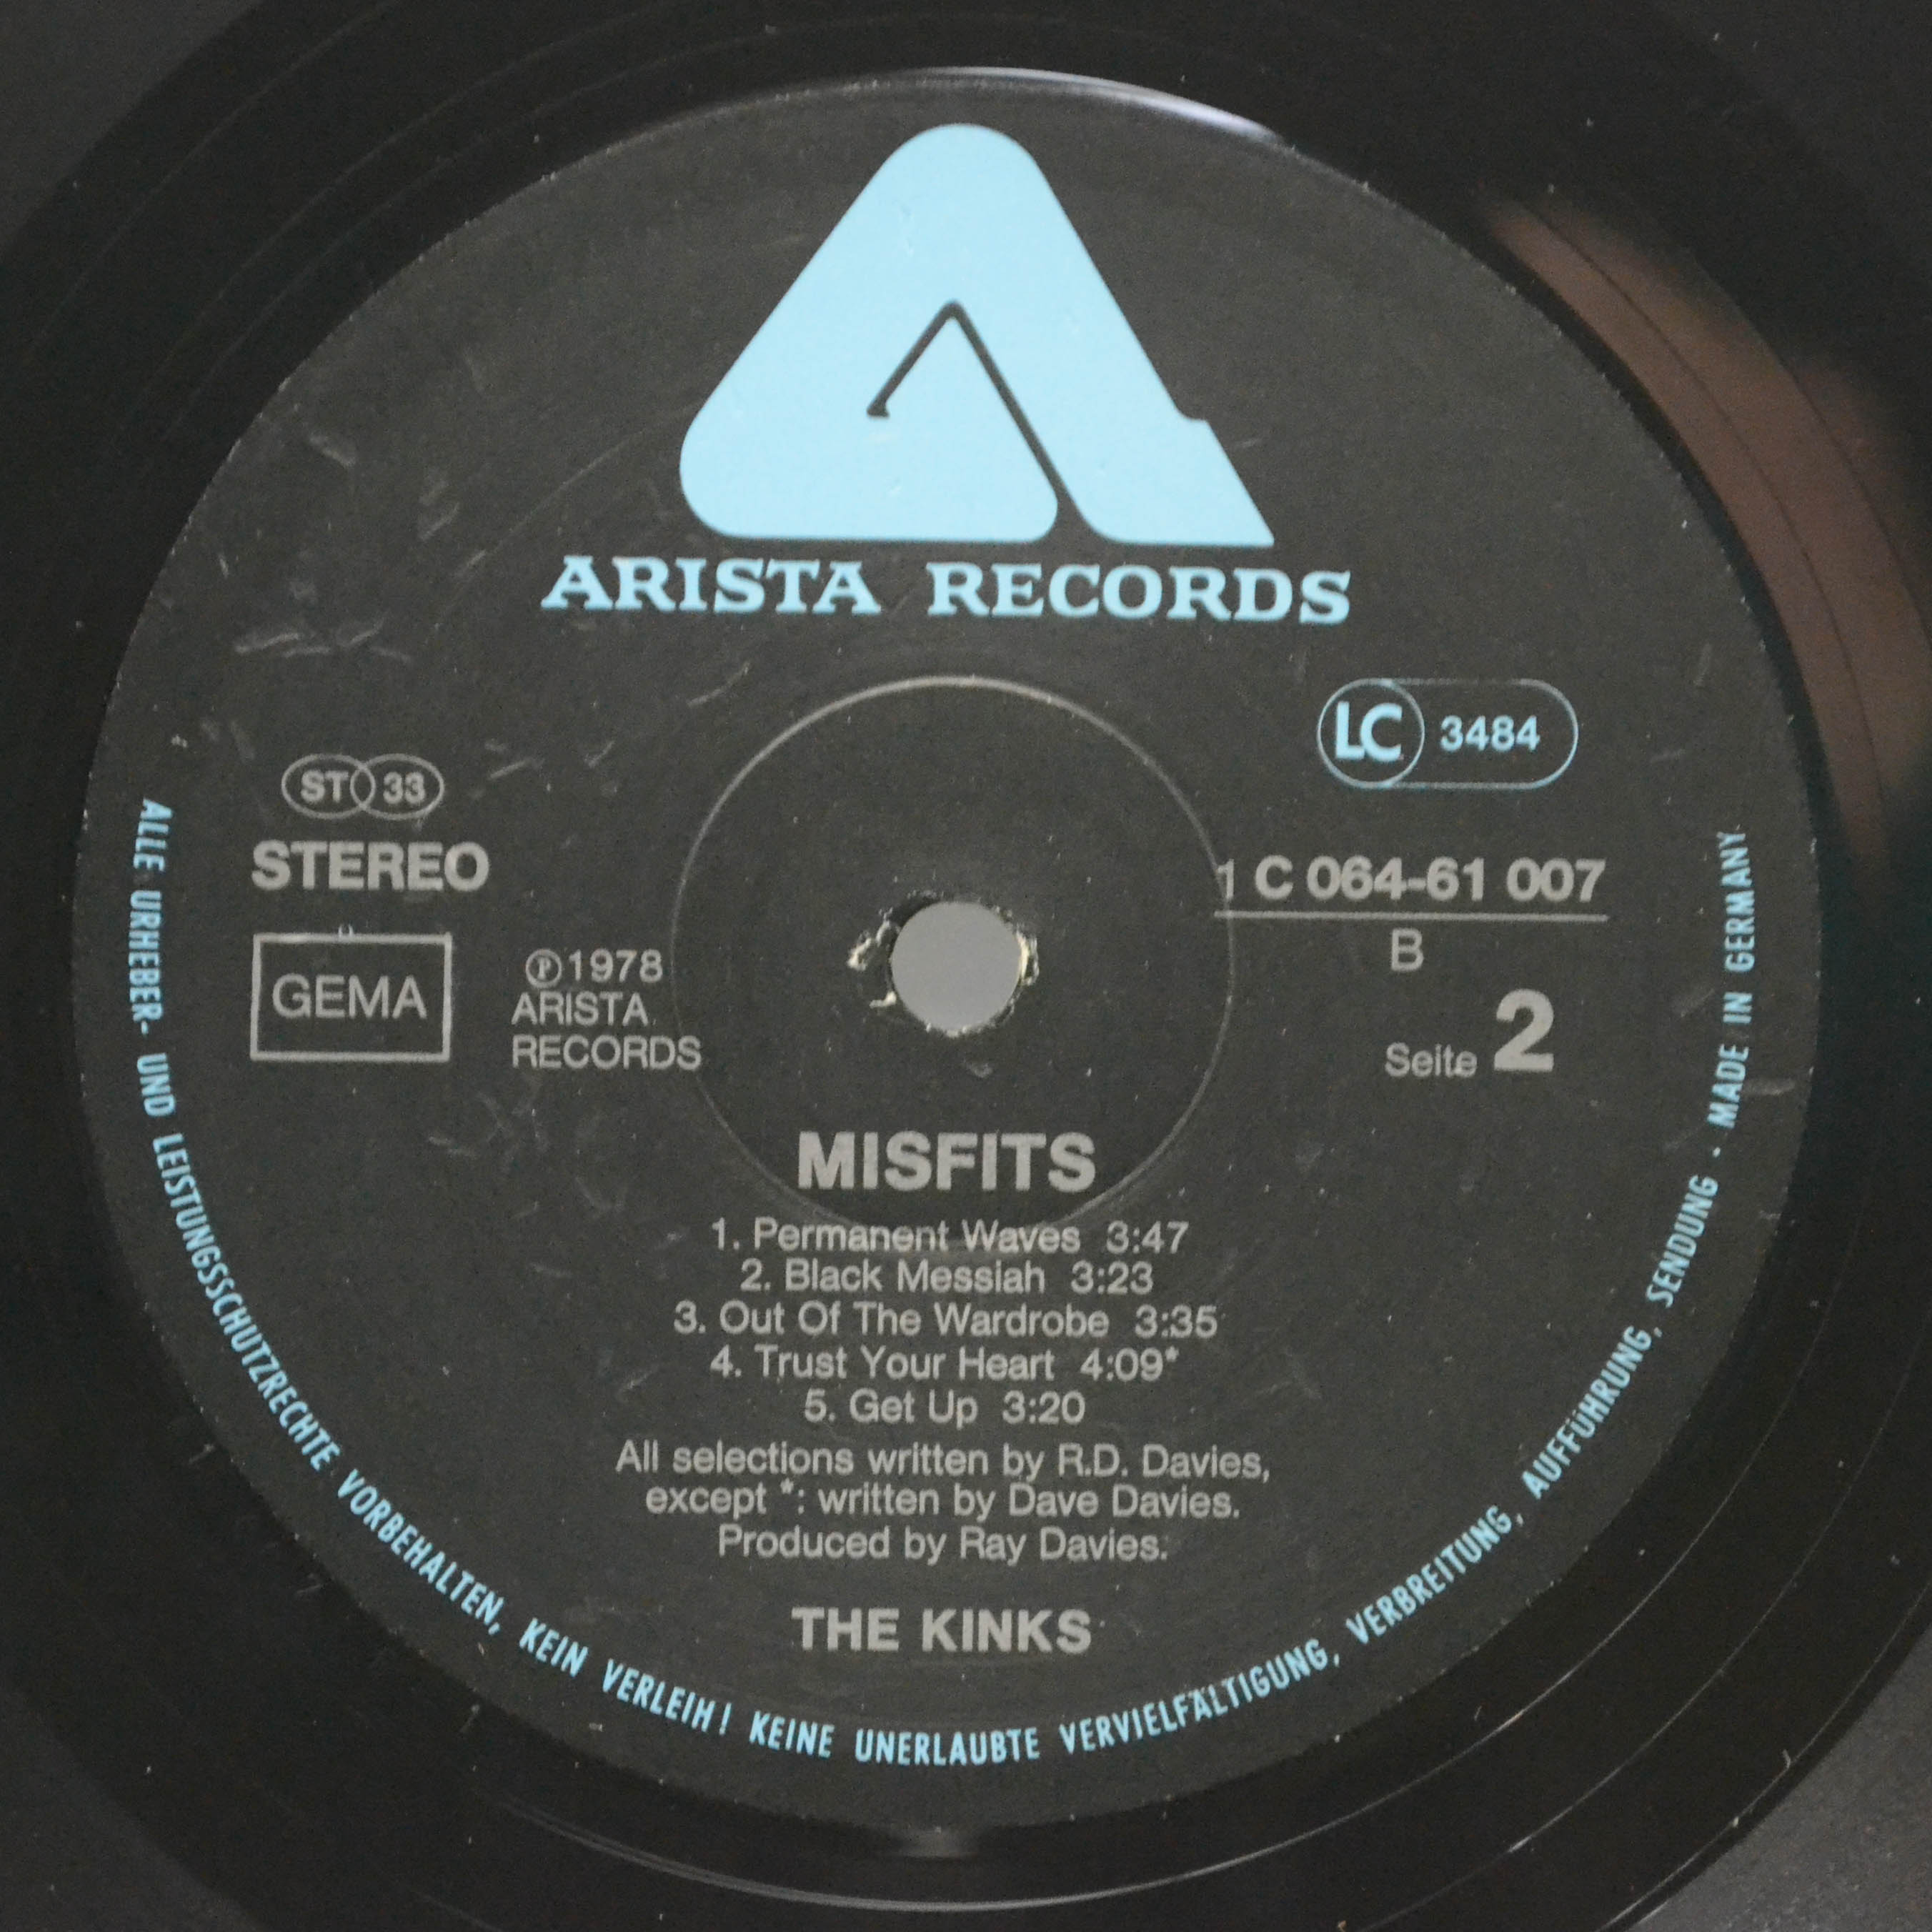 ARISTA RECORDS
LC 3484
ST 33
STEREO
1 C 064-61 007
B
GEMA
℗1978
ARISTA
RECORDS
Seite 2
MISFITS
1. Permanent Waves 3:47
2. Black Messiah 3:23
3. Out Of The Wardrobe 3:35
4. Trust Your Heart 4:09*
5. Get Up 3:20
All selections written by R.D. Davies,
except *: written by Dave Davies.
Produced by Ray Davies.
THE KINKS
ALLE URHEBER- UND LEISTUNGSSCHUTZRECHTE VORBEHALTEN, KEIN VERLEIH! KEINE UNERLAUBTE VERVIELFÄLTIGUNG, VERBREITUNG, AUFFÜHRUNG, SENDUNG · MADE IN GERMANY